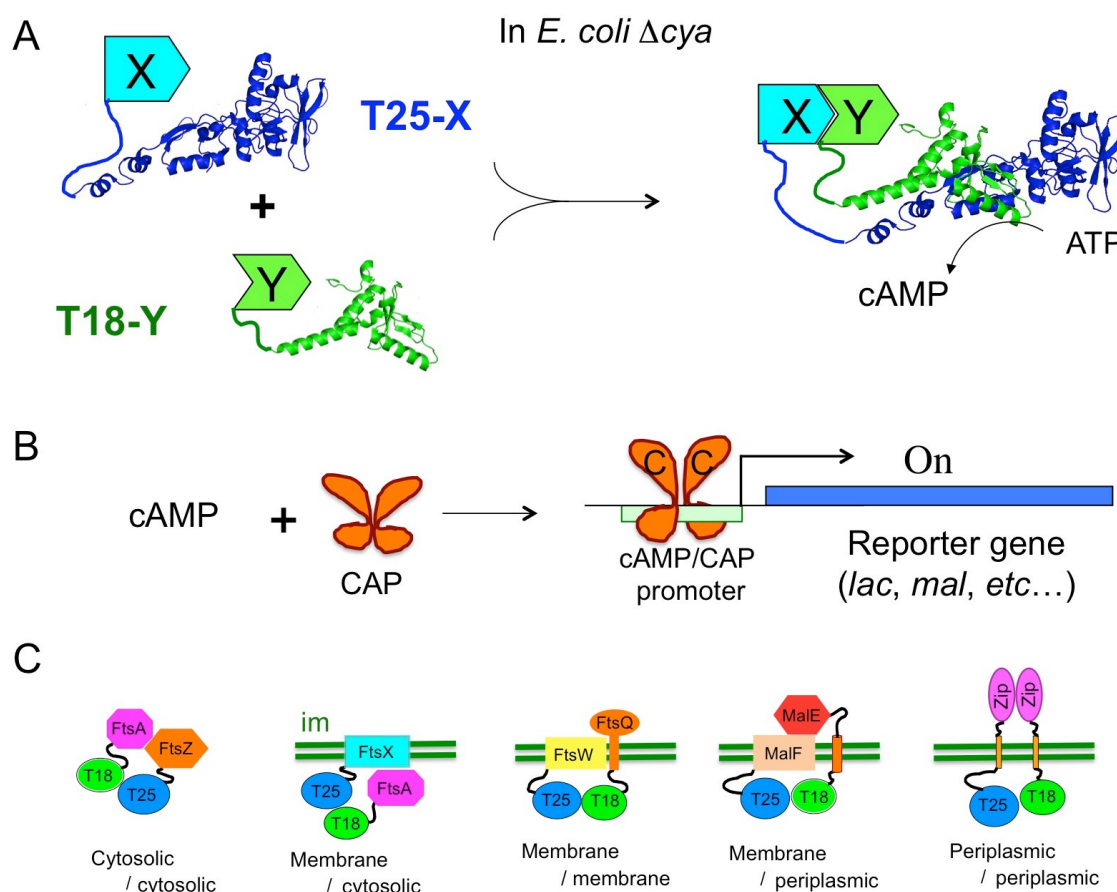 A
In E. coli Δcya
X
T25-X
+
T18-Y
Y
X Y
ATP
cAMP
B
cAMP
+
CAP
C C
On
cAMP/CAP
promoter
Reporter gene
(lac, mal, etc…)
C
FtsA
FtsZ
T18
T25
Cytosolic
/ cytosolic
im
FtsX
T25
FtsA
T18
Membrane
/ cytosolic
FtsQ
FtsW
T25
T18
Membrane
/ membrane
MalE
MalF
T25
T18
Membrane
/ periplasmic
Zip
Zip
T25
T18
Periplasmic
/ periplasmic